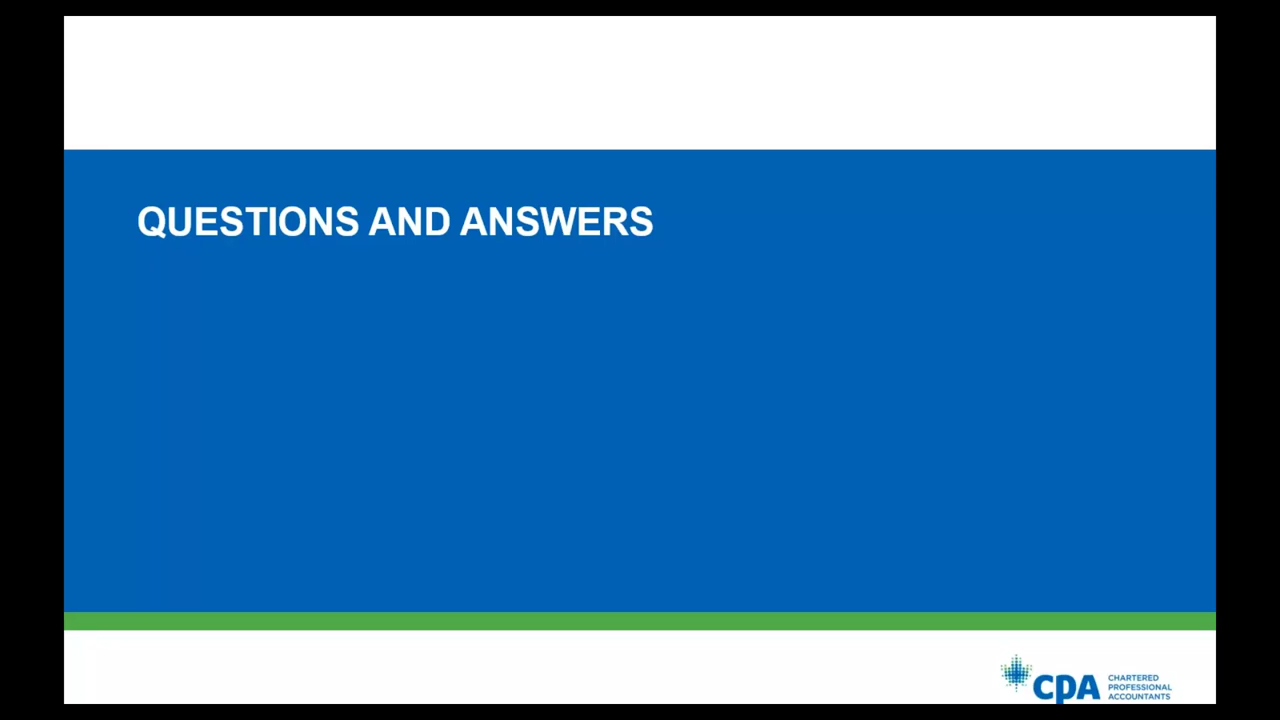 QUESTIONS AND ANSWERS
CPA
CHARTERED
PROFESSIONAL
ACCOUNTANTS